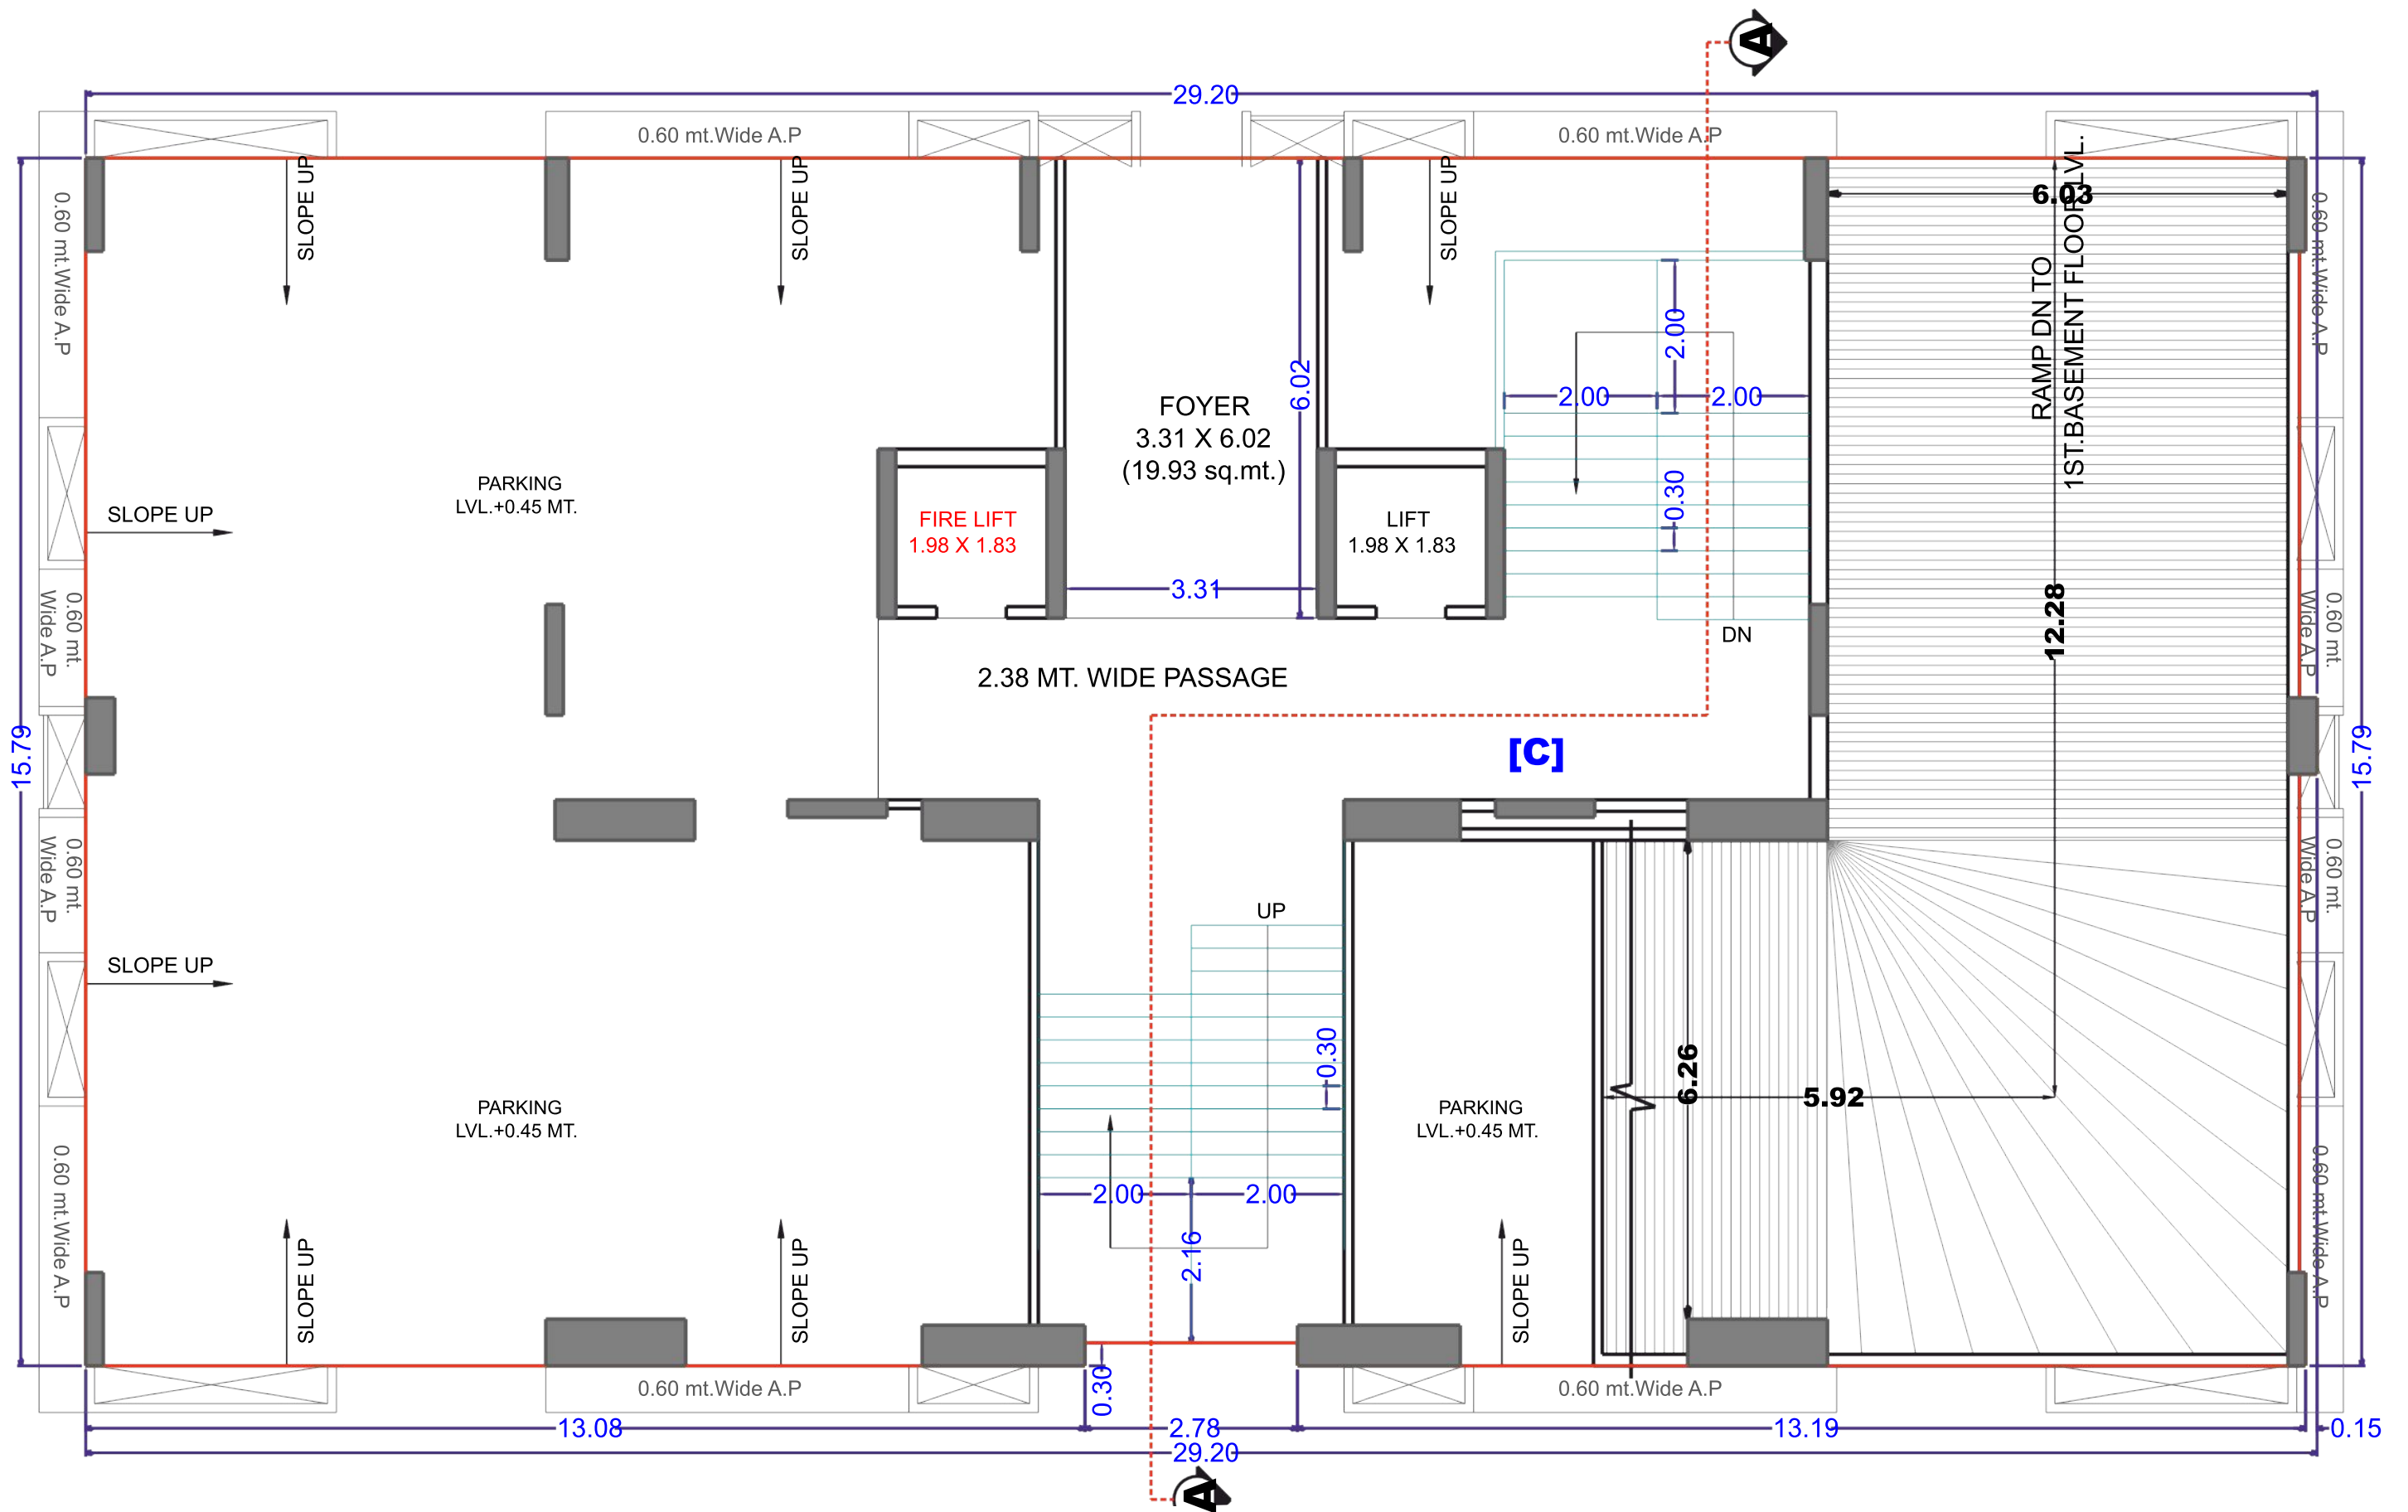 A
29.20
0.60 mt.Wide A.P
0.60 mt.Wide A.P
SLOPE UP
SLOPE UP
SLOPE UP
0.60 mt.Wide A.P
6.03
0.60 mt.Wide A.P
RAMP DN TO
1ST.BASEMENT FLOOR LVL.
2.00
6.02
2.00
2.00
FOYER
3.31 X 6.02
(19.93 sq.mt.)
PARKING
LVL.+0.45 MT.
0.30
SLOPE UP
FIRE LIFT
1.98 X 1.83
LIFT
1.98 X 1.83
3.31
0.60 mt.
Wide A.P
DN
12.28
0.60 mt.
Wide A.P
2.38 MT. WIDE PASSAGE
15.79
[C]
15.79
0.60 mt.
Wide A.P
0.60 mt.
Wide A.P
UP
SLOPE UP
0.30
6.26
5.92
PARKING
LVL.+0.45 MT.
PARKING
LVL.+0.45 MT.
2.00
2.00
0.60 mt.Wide A.P
0.60 mt.Wide A.P
2.16
SLOPE UP
SLOPE UP
SLOPE UP
0.60 mt.Wide A.P
0.30
0.60 mt.Wide A.P
13.08
2.78
13.19
0.15
29.20
A